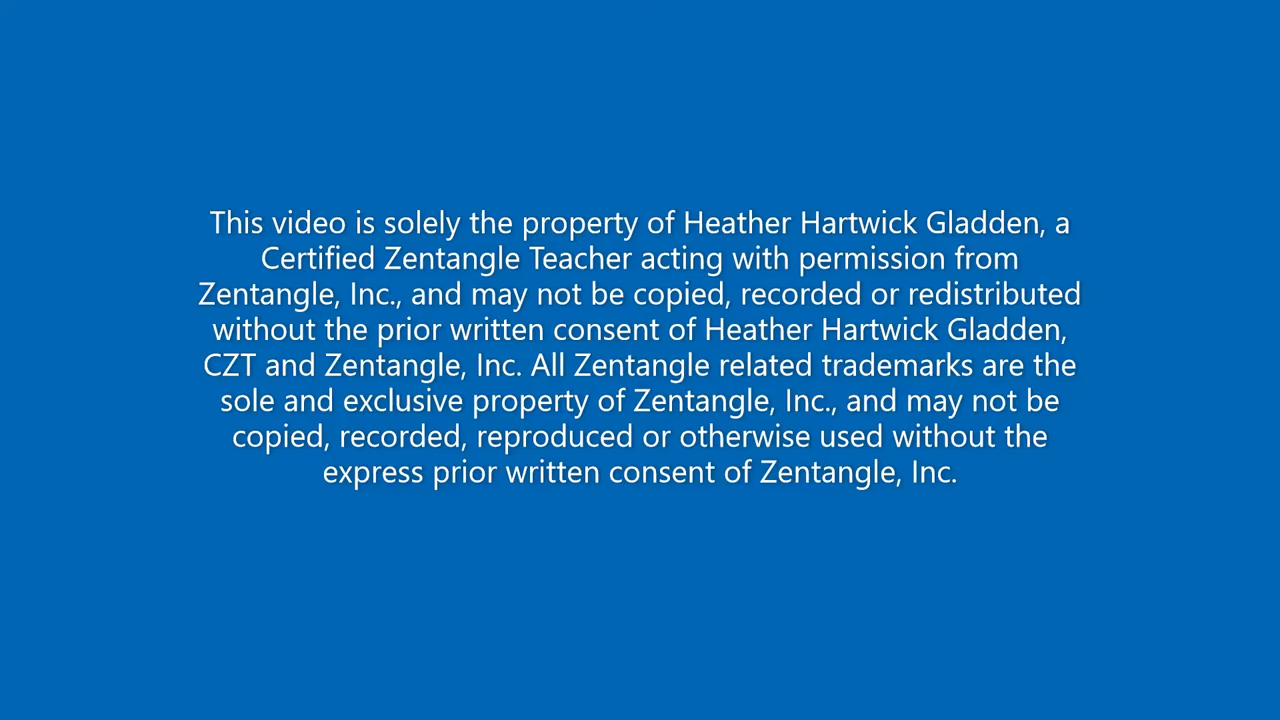 This video is solely the property of Heather Hartwick Gladden, a
Certified Zentangle Teacher acting with permission from
Zentangle, Inc., and may not be copied, recorded or redistributed
without the prior written consent of Heather Hartwick Gladden,
CZT and Zentangle, Inc. All Zentangle related trademarks are the
sole and exclusive property of Zentangle, Inc., and may not be
copied, recorded, reproduced or otherwise used without the
express prior written consent of Zentangle, Inc.